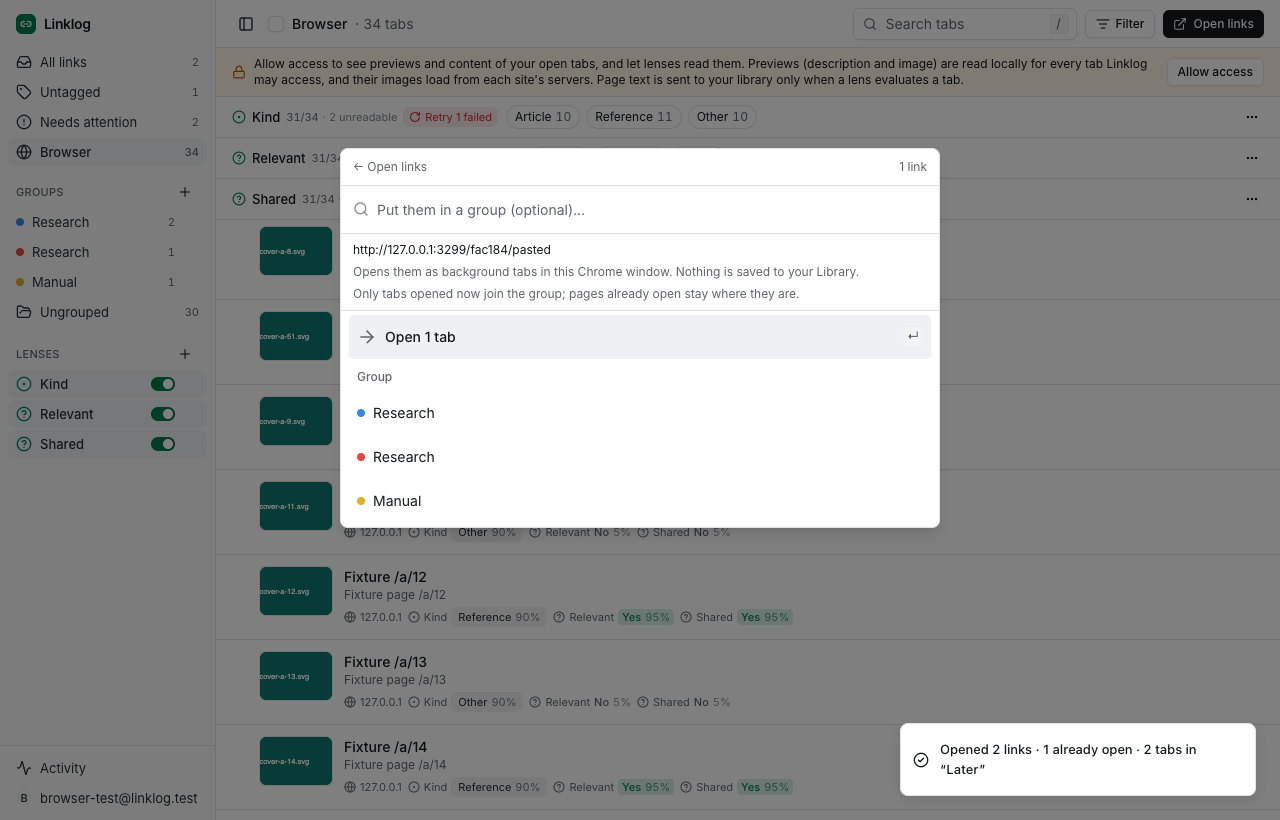 Linklog
All links 2
Untagged 1
Needs attention 2
Browser 34
GROUPS
Research 2
Research 1
Manual 1
Ungrouped 30
LENSES
Kind
Relevant
Shared
Activity
B browser-test@linklog.test
Browser · 34 tabs
Search tabs /
Filter
Open links
Allow access to see previews and content of your open tabs, and let lenses read them. Previews (description and image) are read locally for every tab Linklog
may access, and their images load from each site's servers. Page text is sent to your library only when a lens evaluates a tab.
Allow access
Kind 31/34 · 2 unreadable Retry 1 failed Article 10 Reference 11 Other 10
Relevant 31/34
Shared 31/34
← Open links 1 link
Put them in a group (optional)...
http://127.0.0.1:3299/fac184/pasted
Opens them as background tabs in this Chrome window. Nothing is saved to your Library.
Only tabs opened now join the group; pages already open stay where they are.
Open 1 tab
Group
Research
Research
Manual
cover-a-8.svg
cover-a-51.svg
cover-a-9.svg
cover-a-11.svg
127.0.0.1 Kind Other 90% Relevant No 5% Shared No 5%
cover-a-12.svg
Fixture /a/12
Fixture page /a/12
127.0.0.1 Kind Reference 90% Relevant Yes 95% Shared Yes 95%
cover-a-13.svg
Fixture /a/13
Fixture page /a/13
127.0.0.1 Kind Other 90% Relevant No 5% Shared No 5%
cover-a-14.svg
Fixture /a/14
Fixture page /a/14
127.0.0.1 Kind Reference 90% Relevant Yes 95% Shared Yes 95%
Opened 2 links · 1 already open · 2 tabs in
“Later”